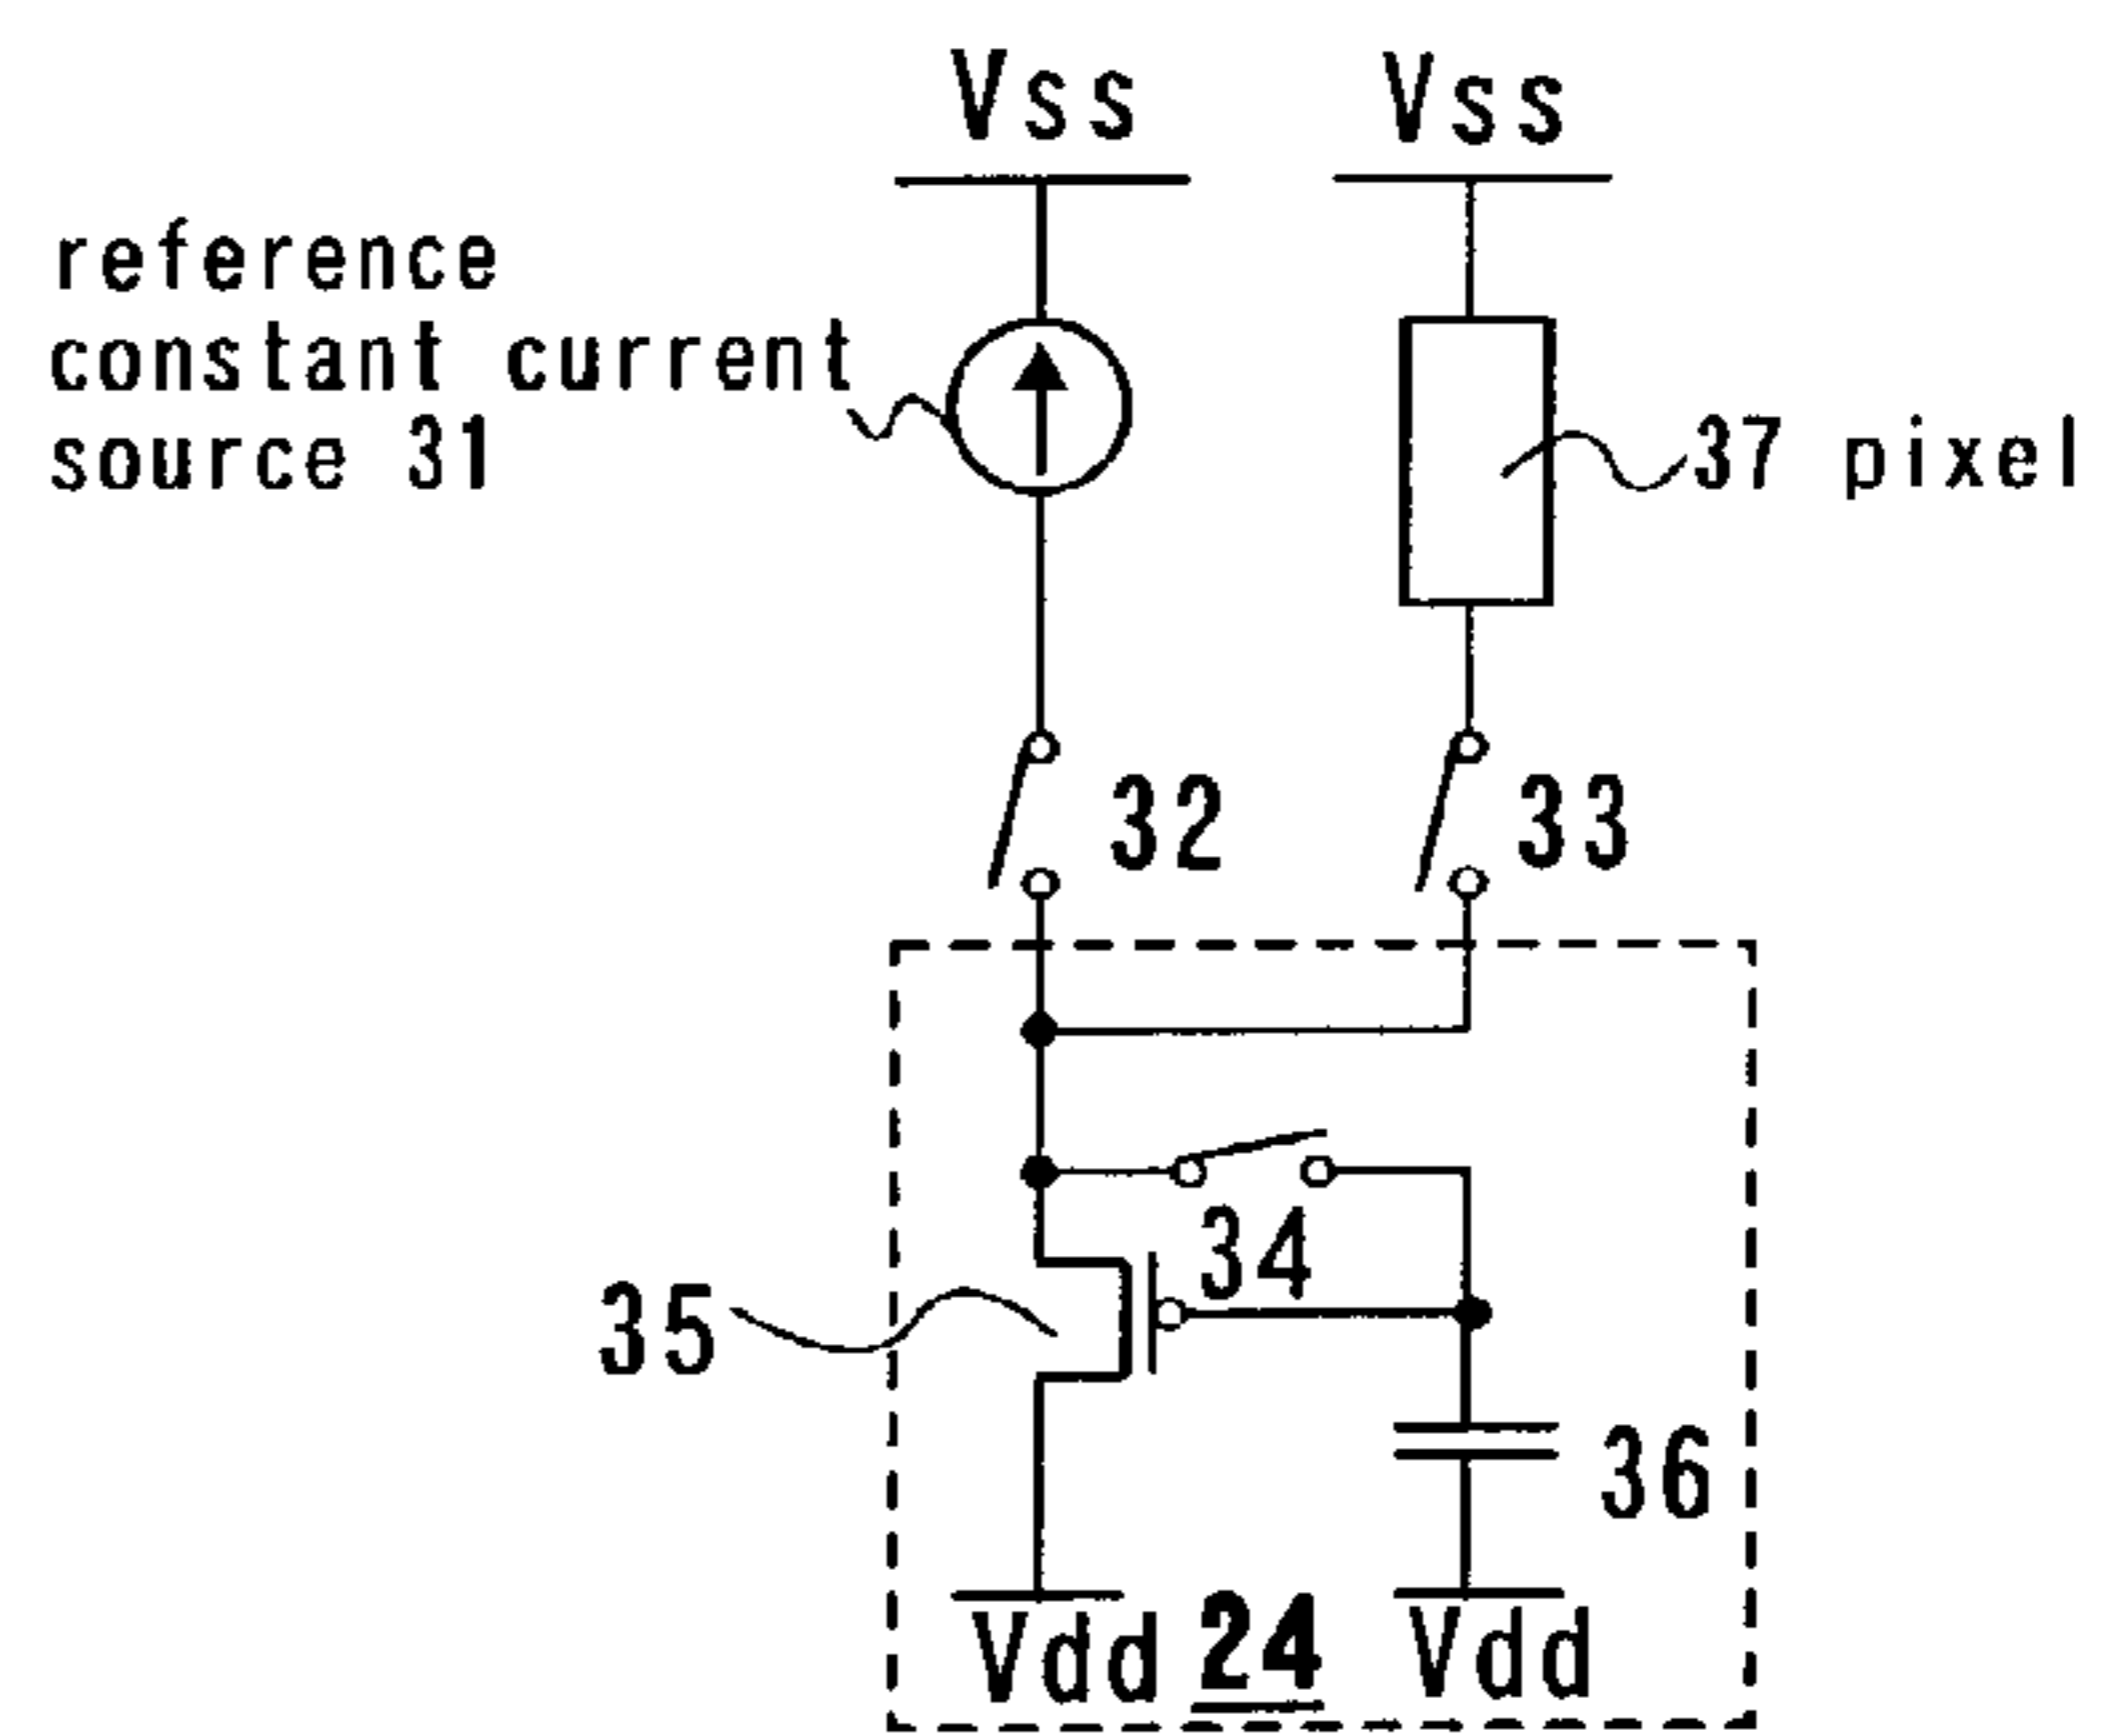 Vss
Vss
reference
constant current
source 31
37 pixel
32
33
34
35
36
Vdd
24
Vdd